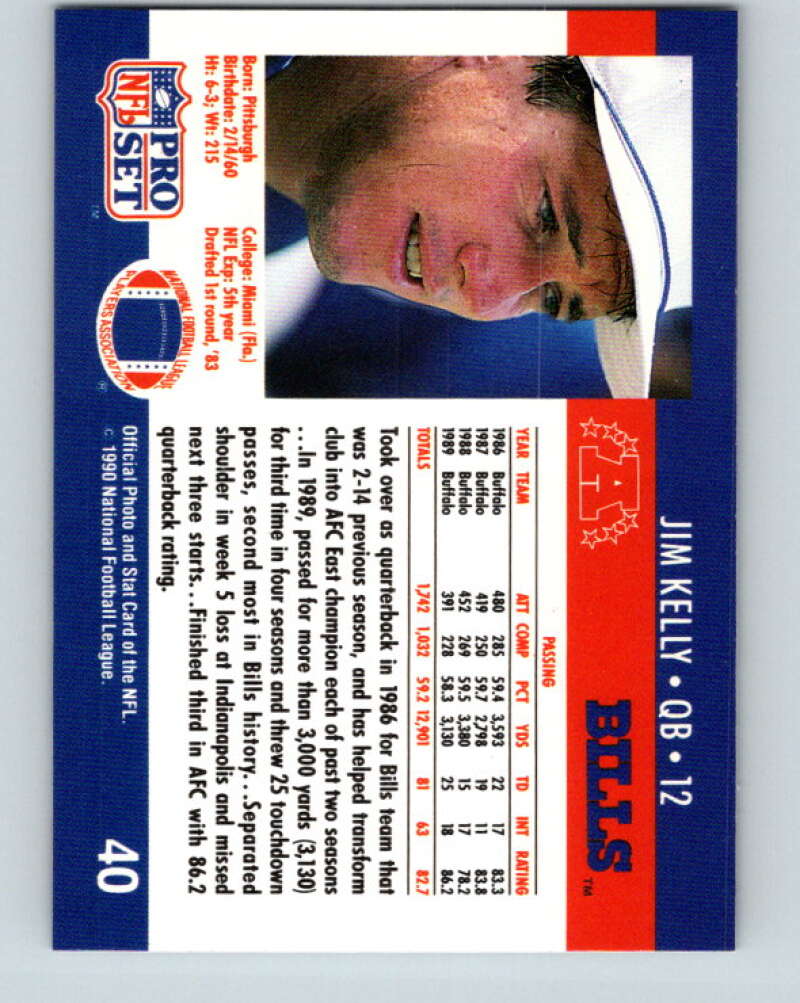 JIM KELLY • QB • 12
A
BILLS™
Born: Pittsburgh
Birthdate: 2/14/60
Ht: 6-3; Wt: 215
College: Miami (Fla.)
NFL Exp: 5th year
Drafted 1st round, '83
PASSING
YEAR TEAM ATT COMP PCT YDS TD INT RATING
1986 Buffalo 480 285 59.4 3,593 22 17 83.3
1987 Buffalo 419 250 59.7 2,798 19 11 83.8
1988 Buffalo 452 269 59.5 3,380 15 17 78.2
1989 Buffalo 391 228 58.3 3,130 25 18 86.2
TOTALS 1,742 1,032 59.2 12,901 81 63 82.7
Took over as quarterback in 1986 for Bills team that
was 2-14 previous season, and has helped transform
club into AFC East champion each of past two seasons
. . .In 1989, passed for more than 3,000 yards (3,130)
for third time in four seasons and threw 25 touchdown
passes, second most in Bills history. . .Separated
shoulder in week 5 loss at Indianapolis and missed
next three starts. . .Finished third in AFC with 86.2
quarterback rating.
PRO
NFL SET™
NATIONAL FOOTBALL LEAGUE
PLAYERS ASSOCIATION®
Official Photo and Stat Card of the NFL.
© 1990 National Football League.
40